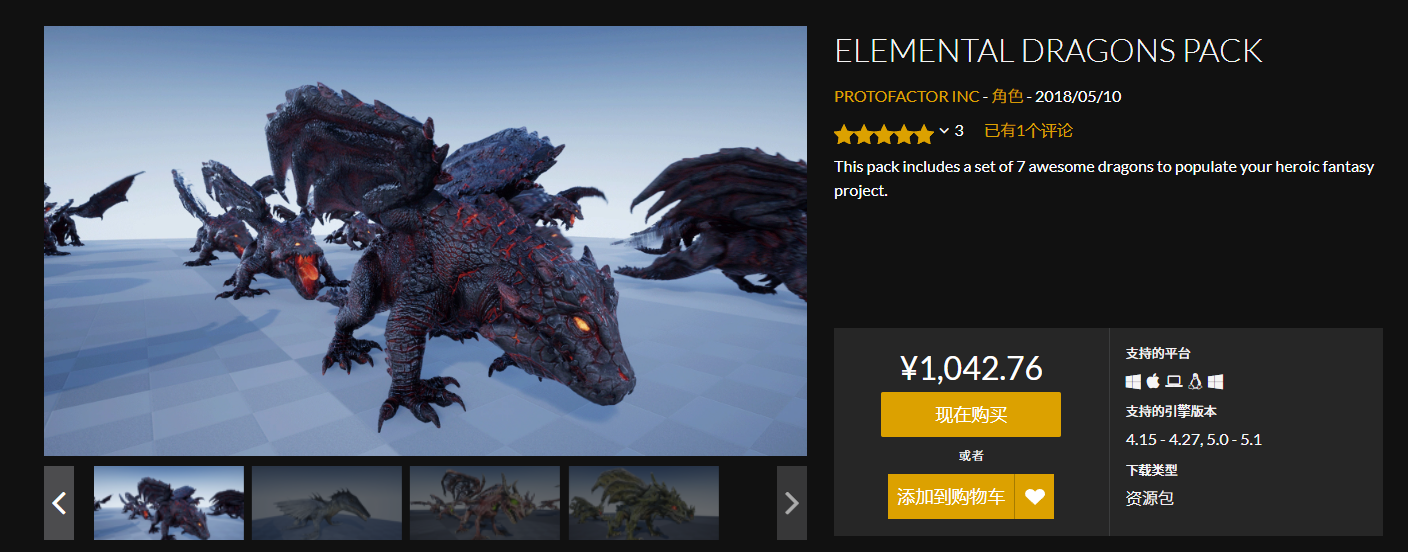 ELEMENTAL DRAGONS PACK
PROTOFACTOR INC - 角色 - 2018/05/10
3 已有1个评论
This pack includes a set of 7 awesome dragons to populate your heroic fantasy
project.
¥1,042.76
现在购买
或者
添加到购物车
支持的平台
支持的引擎版本
4.15 - 4.27, 5.0 - 5.1
下载类型
资源包